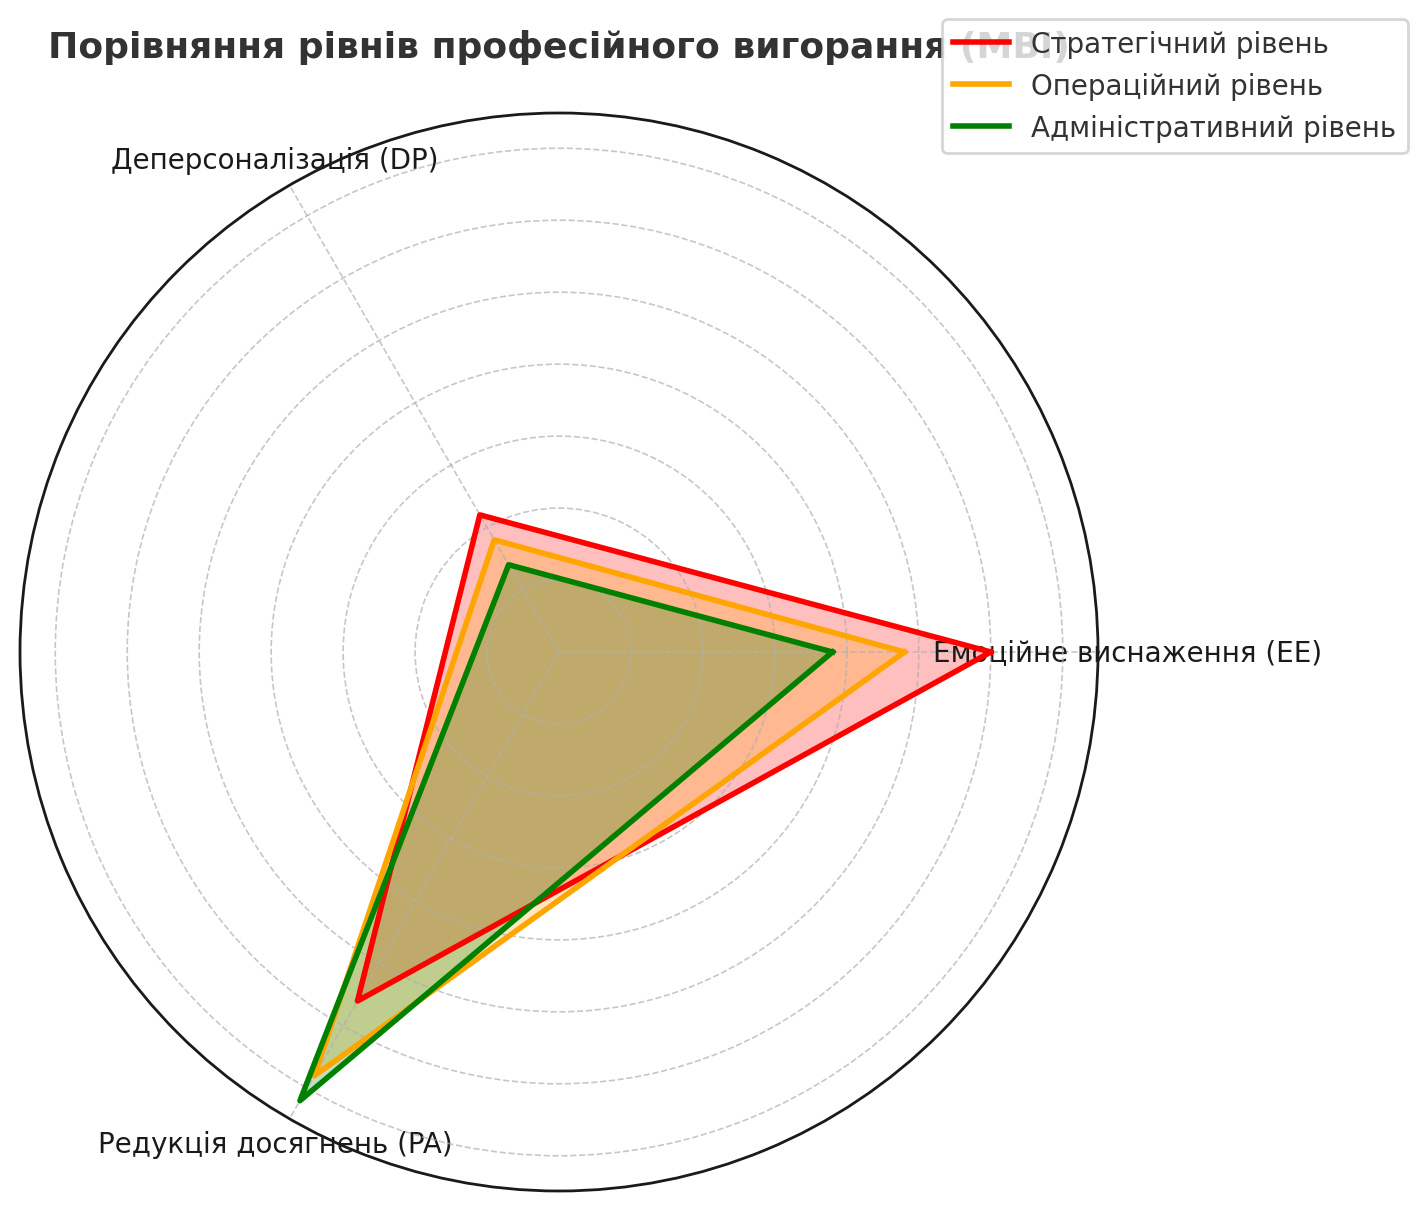 Порівняння рівнів професійного вигорання (MBI)
Стратегічний рівень
Операційний рівень
Адміністративний рівень
Деперсоналізація (DP)
Емоційне виснаження (EE)
Редукція досягнень (PA)